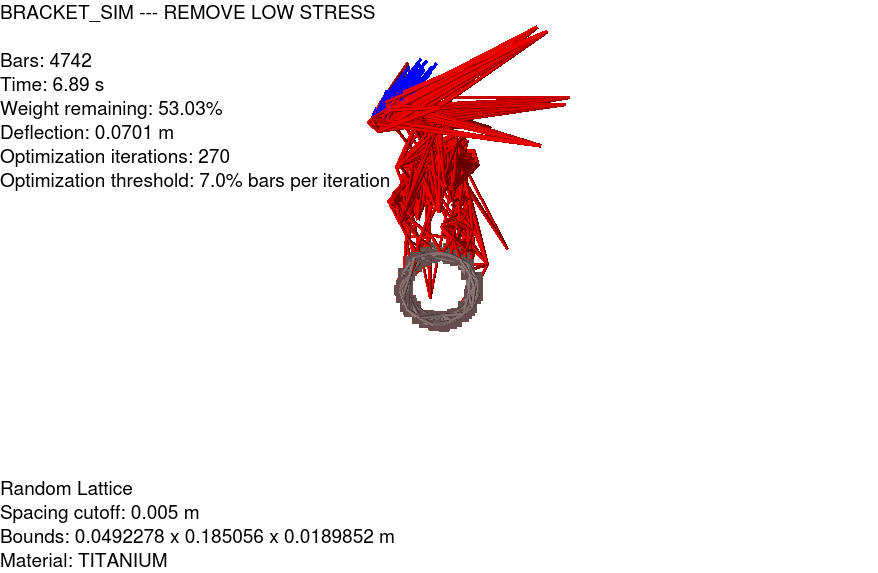 BRACKET_SIM --- REMOVE LOW STRESS
Bars: 4742
Time: 6.89 s
Weight remaining: 53.03%
Deflection: 0.0701 m
Optimization iterations: 270
Optimization threshold: 7.0% bars per iteration
Random Lattice
Spacing cutoff: 0.005 m
Bounds: 0.0492278 x 0.185056 x 0.0189852 m
Material: TITANIUM